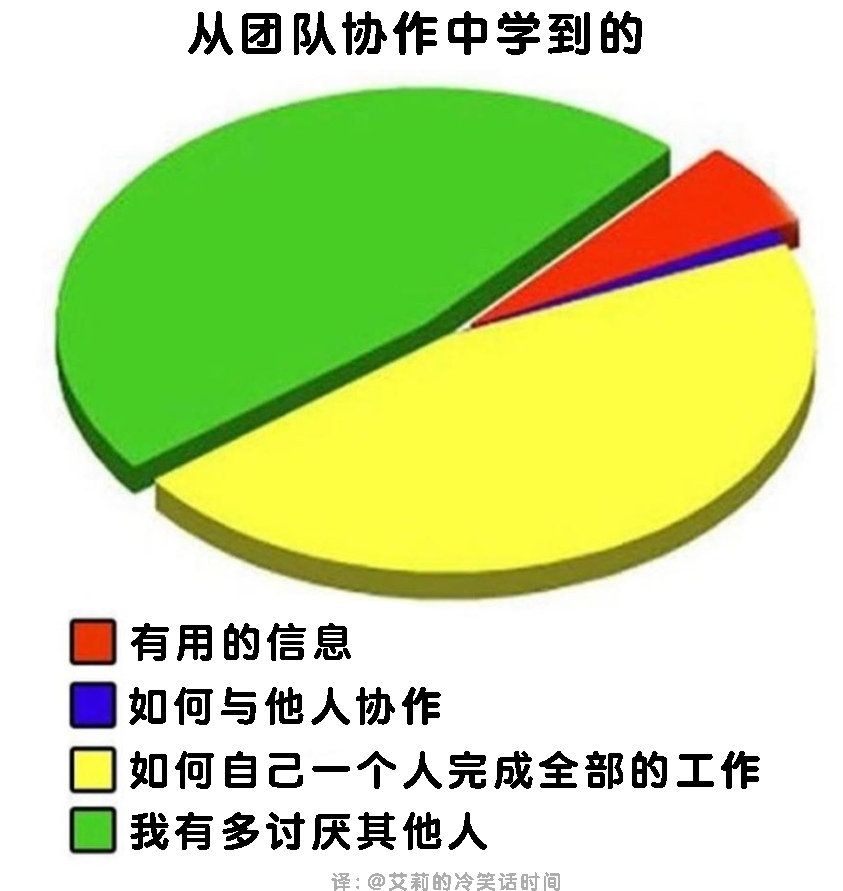 从团队协作中学到的
有用的信息
如何与他人协作
如何自己一个人完成全部的工作
我有多讨厌其他人
译:@艾莉的冷笑话时间